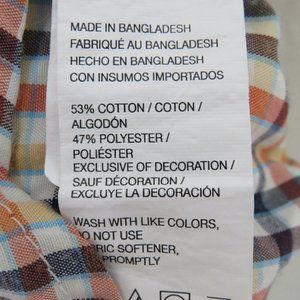 MADE IN BANGLADESH
FABRIQUÉ AU BANGLADESH
HECHO EN BANGLADESH
CON INSUMOS IMPORTADOS
53% COTTON / COTON /
ALGODÓN
47% POLYESTER /
POLIÉSTER
EXCLUSIVE OF DECORATION /
SAUF DÉCORATION /
EXCLUYE LA DECORACIÓN
WASH WITH LIKE COLORS,
DO NOT USE
RIC SOFTENER,
PROMPTLY